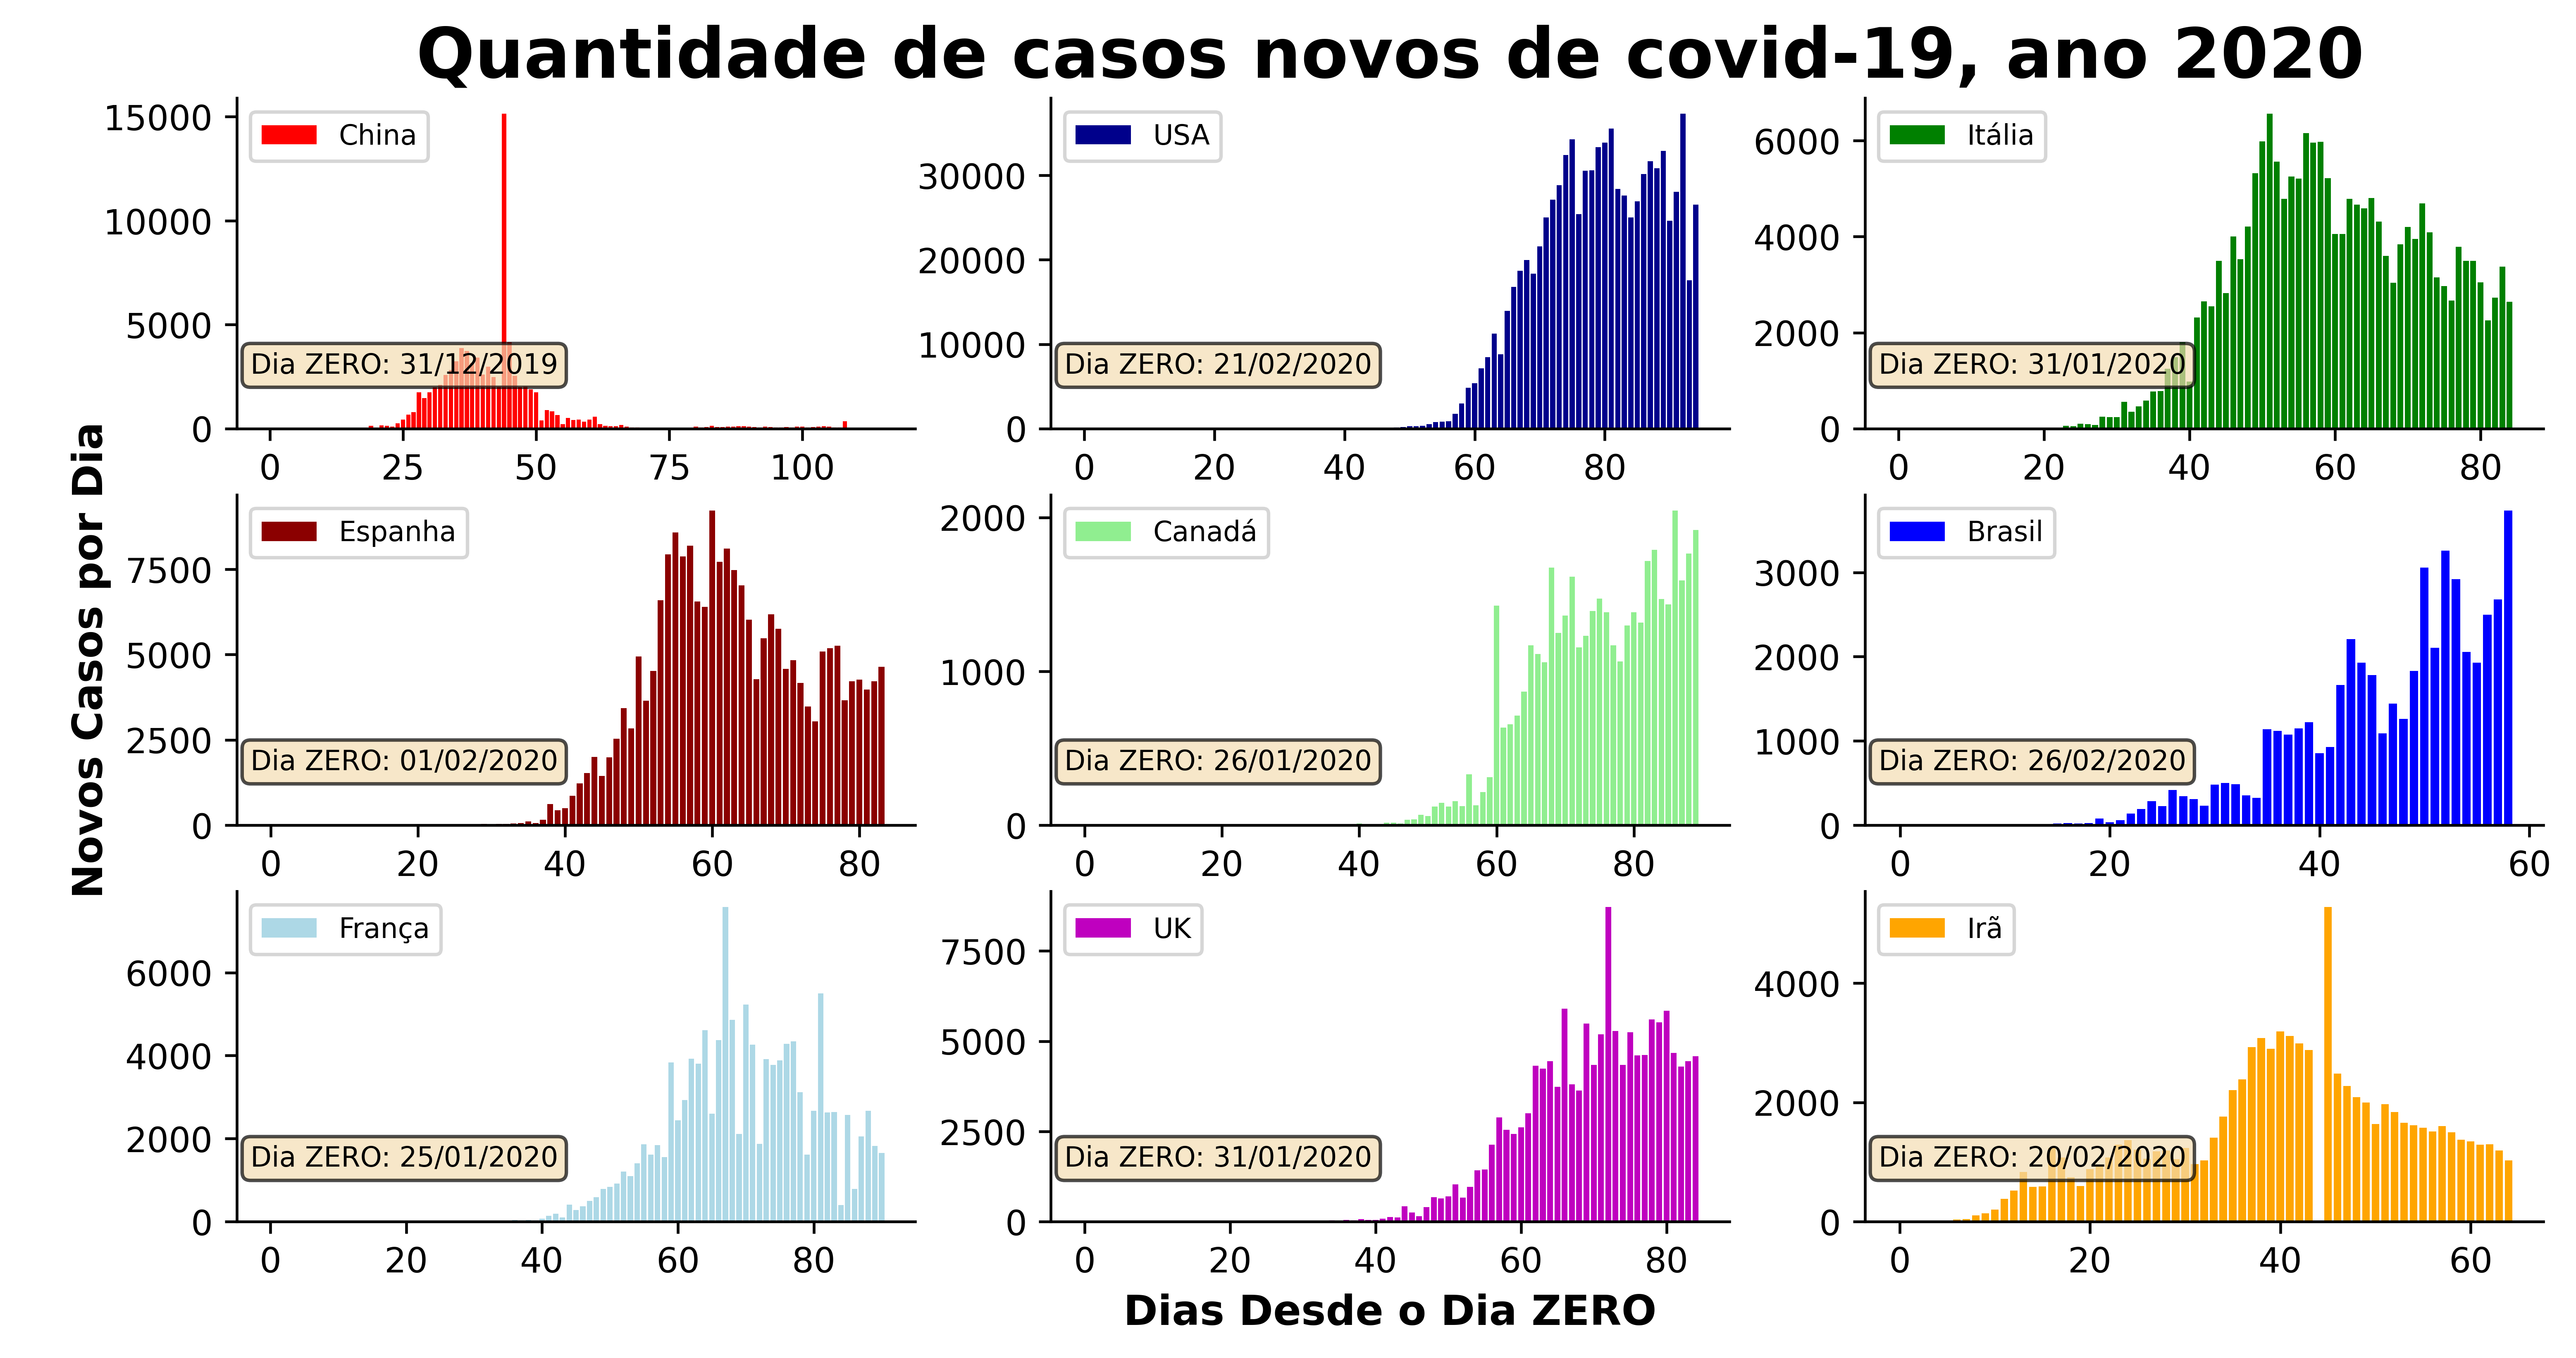 Quantidade de casos novos de covid-19, ano 2020
Novos Casos por Dia
China
15000
10000
5000
0
Dia ZERO: 31/12/2019
0 25 50 75 100
USA
30000
20000
10000
0
Dia ZERO: 21/02/2020
0 20 40 60 80
Itália
6000
4000
2000
0
Dia ZERO: 31/01/2020
0 20 40 60 80
Espanha
7500
5000
2500
0
Dia ZERO: 01/02/2020
0 20 40 60 80
Canadá
2000
1000
0
Dia ZERO: 26/01/2020
0 20 40 60 80
Brasil
3000
2000
1000
0
Dia ZERO: 26/02/2020
0 20 40 60
França
6000
4000
2000
0
Dia ZERO: 25/01/2020
0 20 40 60 80
UK
7500
5000
2500
0
Dia ZERO: 31/01/2020
0 20 40 60 80
Irã
4000
2000
0
Dia ZERO: 20/02/2020
0 20 40 60
Dias Desde o Dia ZERO